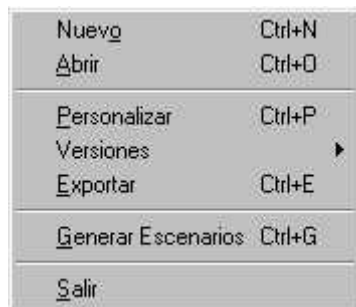 Nuevo Ctrl+N
Abrir Ctrl+O
Personalizar Ctrl+P
Versiones
Exportar Ctrl+E
Generar Escenarios Ctrl+G
Salir